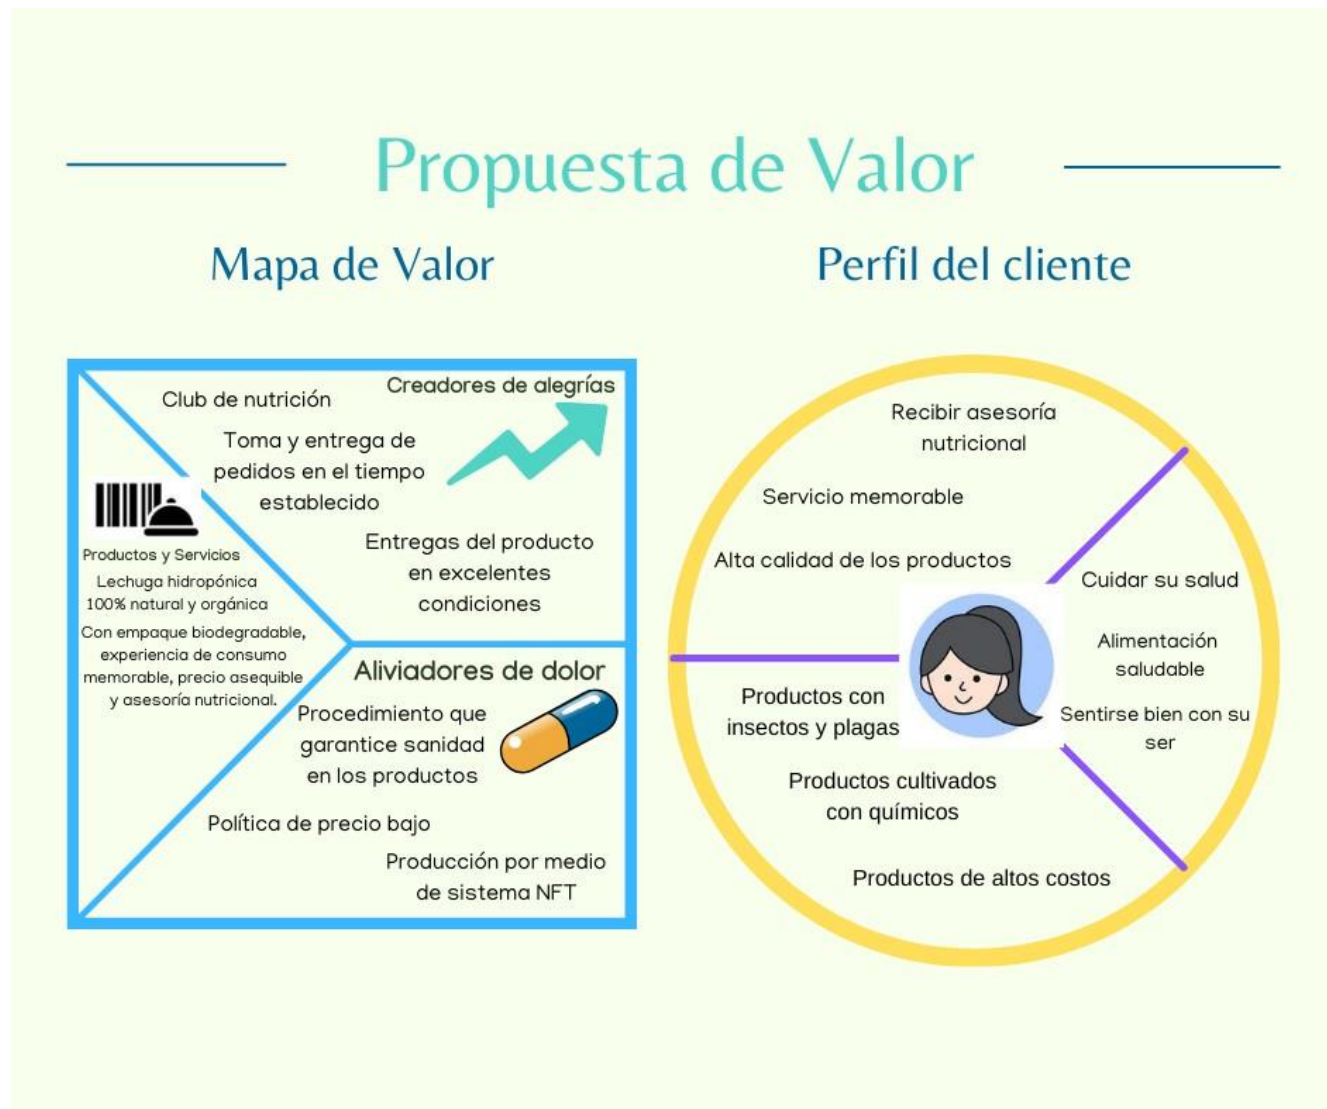 Propuesta de Valor
Mapa de Valor
Perfil del cliente
Creadores de alegrías
Club de nutrición
Toma y entrega de
pedidos en el tiempo
establecido
Entregas del producto
en excelentes
condiciones
Productos y Servicios
Lechuga hidropónica
100% natural y orgánica
Con empaque biodegradable,
experiencia de consumo
memorable, precio asequible
y asesoría nutricional.
Aliviadores de dolor
Procedimiento que
garantice sanidad
en los productos
Política de precio bajo
Producción por medio
de sistema NFT
Recibir asesoría
nutricional
Servicio memorable
Alta calidad de los productos
Cuidar su salud
Alimentación
saludable
Sentirse bien con su
ser
Productos con
insectos y plagas
Productos cultivados
con químicos
Productos de altos costos